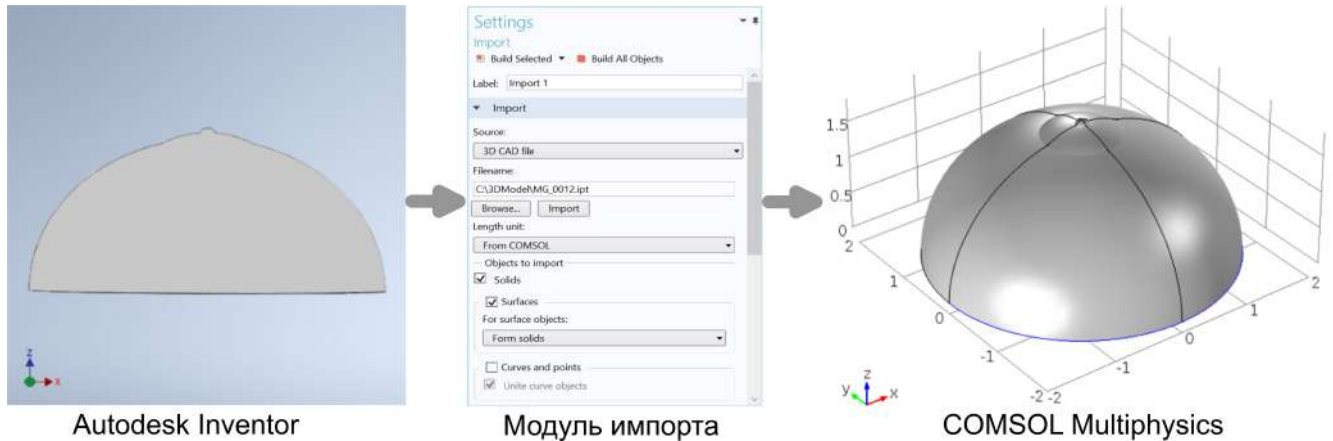 Settings
Import
Build Selected Build All Objects
Label: Import 1
Import
Source:
3D CAD file
Filename:
C:\3DModel\MG_0012.ipt
Browse... Import
Length unit:
From COMSOL
Objects to import
Solids
Surfaces
For surface objects:
Form solids
Curves and points
Unite curve objects
z
x
1.5
1
0.5
0
2
1
0
-1
-2 -2
-1
0
1
2
y z x
Autodesk Inventor
Модуль импорта
COMSOL Multiphysics